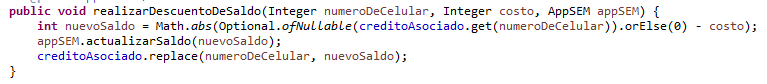 public void realizarDescuentoDeSaldo(Integer numeroDeCelular, Integer costo, AppSEM appSEM) {
int nuevoSaldo = Math.abs(Optional.ofNullable(creditoAsociado.get(numeroDeCelular)).orElse(0) - costo);
appSEM.actualizarSaldo(nuevoSaldo);
creditoAsociado.replace(numeroDeCelular, nuevoSaldo);
}